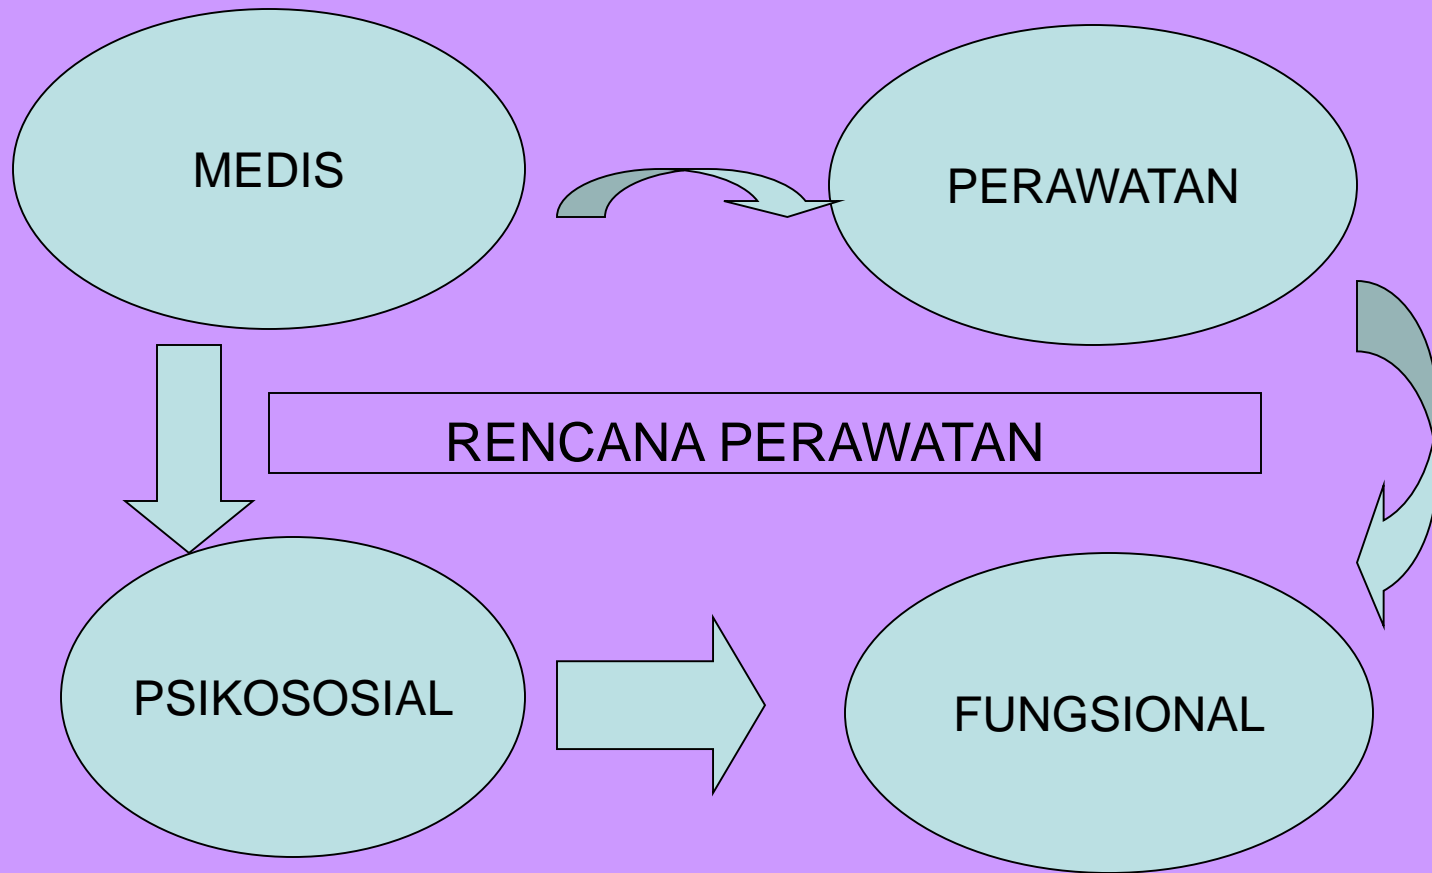 MEDIS
PERAWATAN
RENCANA PERAWATAN
PSIKOSOSIAL
FUNGSIONAL